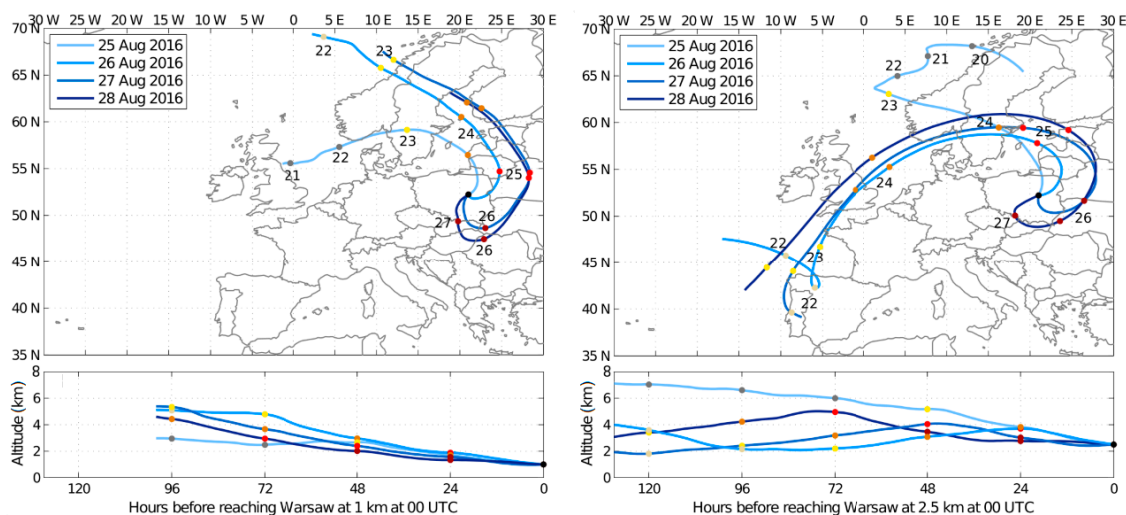 30 W 25 W 20 W 15 W 10 W 5 W 0 E 5 E 10 E 15 E 20 E 25 E 30 E
70 N
65 N
60 N
55 N
50 N
45 N
40 N
35 N
25 Aug 2016
26 Aug 2016
27 Aug 2016
28 Aug 2016
22
23
24
23
22
21
25
27
26
26
8
6
4
2
0
Altitude (km)
120 96 72 48 24 0
Hours before reaching Warsaw at 1 km at 00 UTC
30 W 25 W 20 W 15 W 10 W 5 W 0 E 5 E 10 E 15 E 20 E 25 E 30 E
70 N
65 N
60 N
55 N
50 N
45 N
40 N
35 N
25 Aug 2016
26 Aug 2016
27 Aug 2016
28 Aug 2016
21
20
22
23
24
25
24
27
26
22
23
22
8
6
4
2
0
Altitude (km)
120 96 72 48 24 0
Hours before reaching Warsaw at 2.5 km at 00 UTC